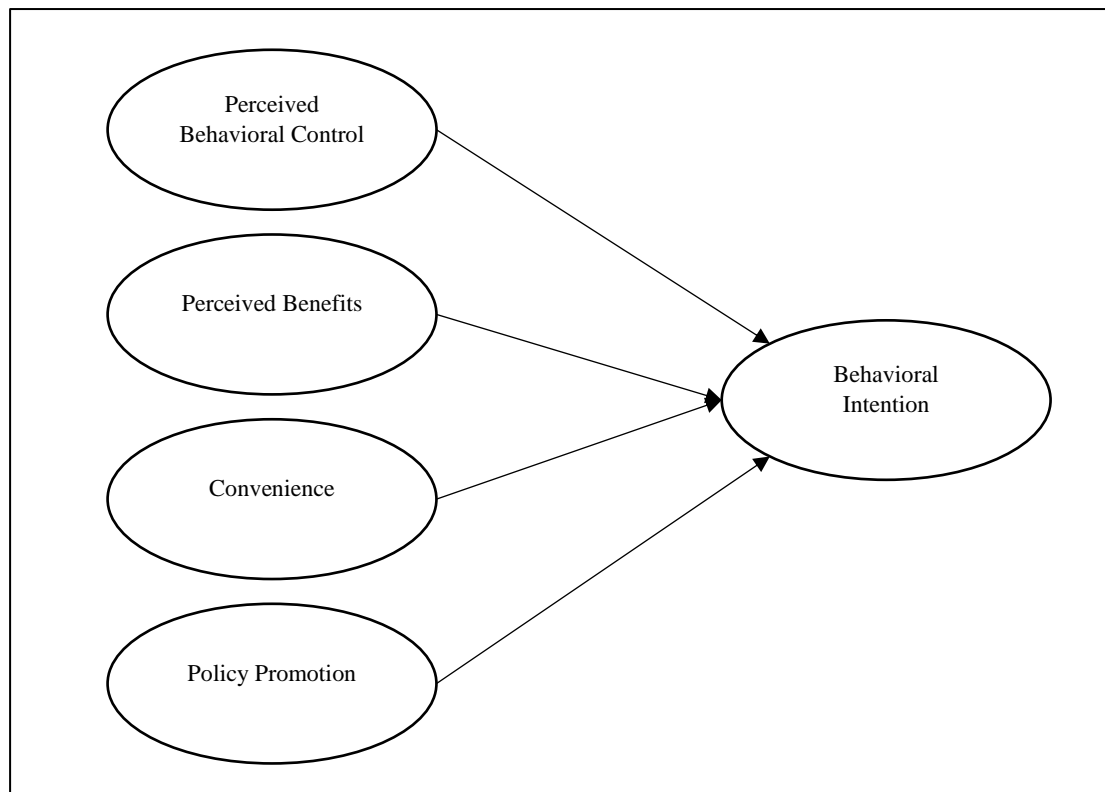 Perceived
Behavioral Control
Perceived Benefits
Convenience
Policy Promotion
Behavioral
Intention